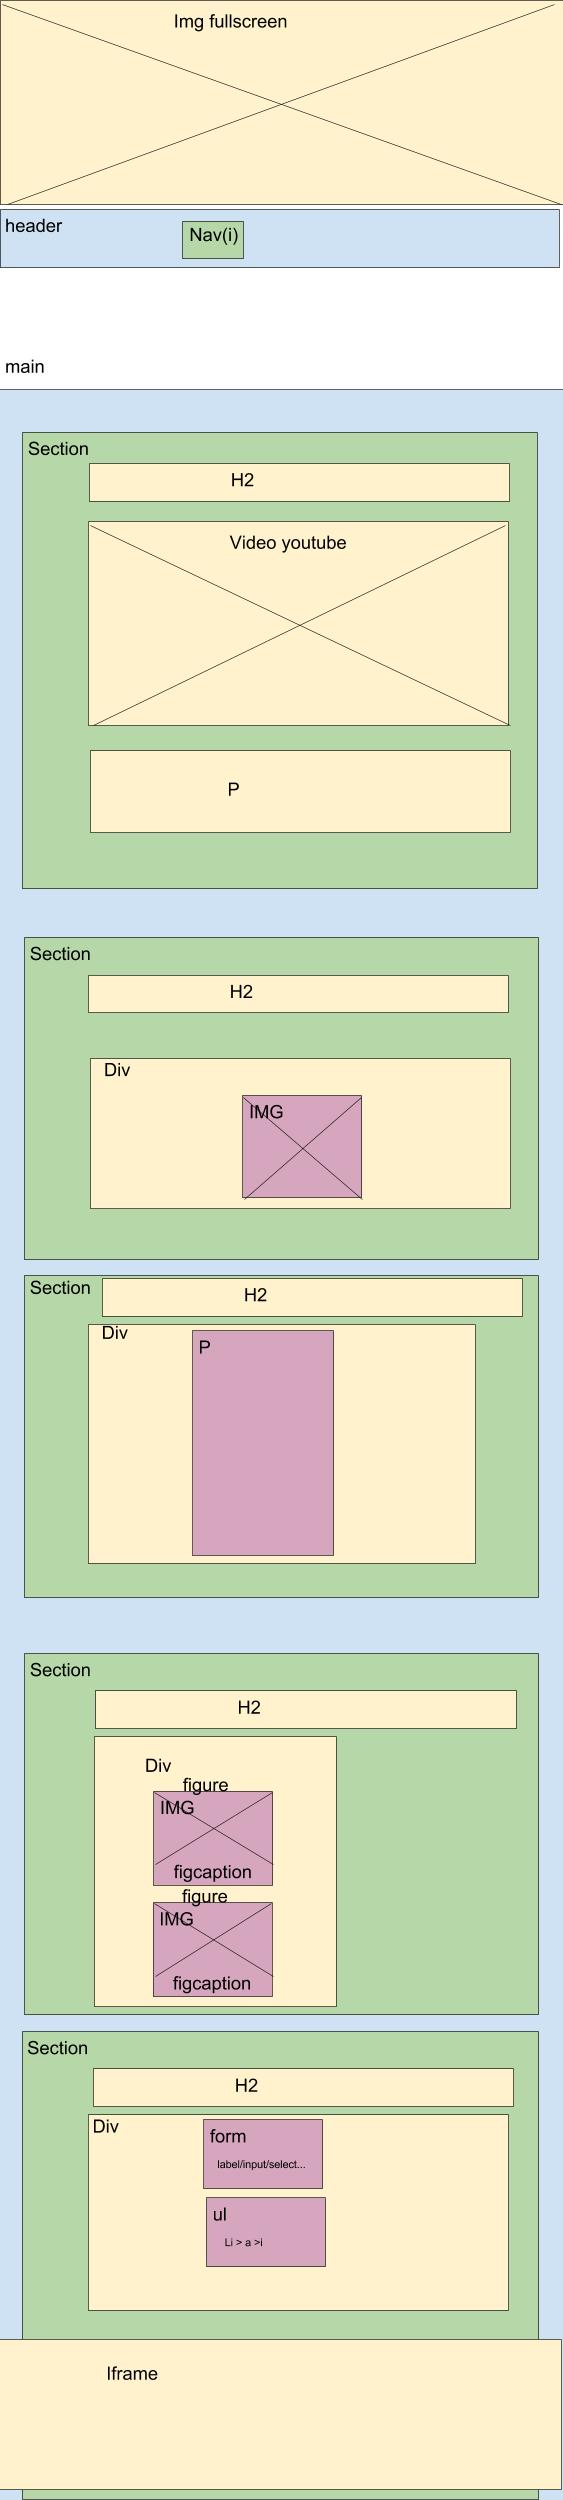 Img fullscreen
header
Nav(i)
main
Section
H2
Video youtube
P
Section
H2
Div
IMG
Section
H2
Div
P
Section
H2
Div
figure
IMG
figcaption
figure
IMG
figcaption
Section
H2
Div
form
label/input/select...
ul
Li > a >i
Iframe